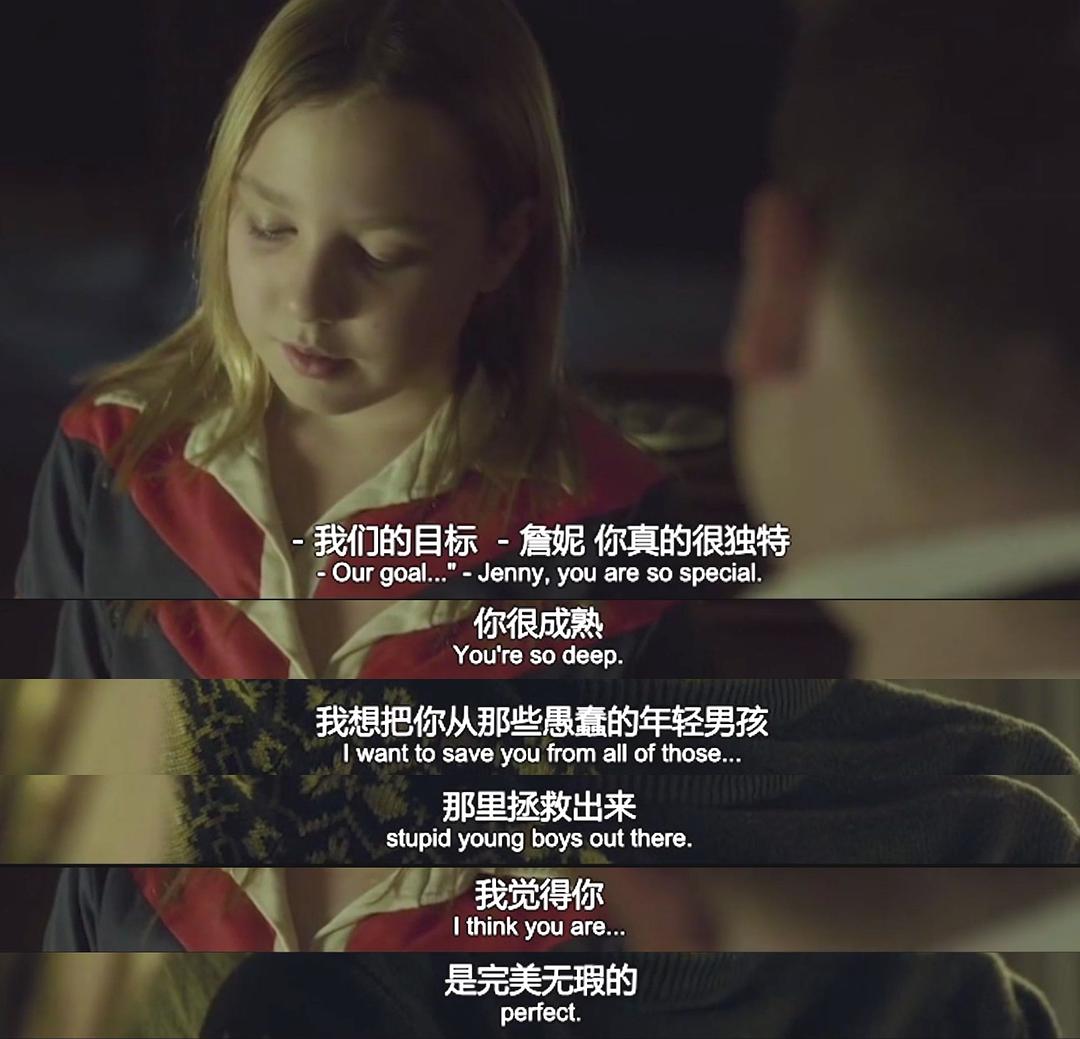 - 我们的目标 - 詹妮 你真的很独特
- Our goal..." - Jenny, you are so special.
你很成熟
You're so deep.
我想把你从那些愚蠢的年轻男孩
I want to save you from all of those...
那里拯救出来
stupid young boys out there.
我觉得你
I think you are...
是完美无瑕的
perfect.